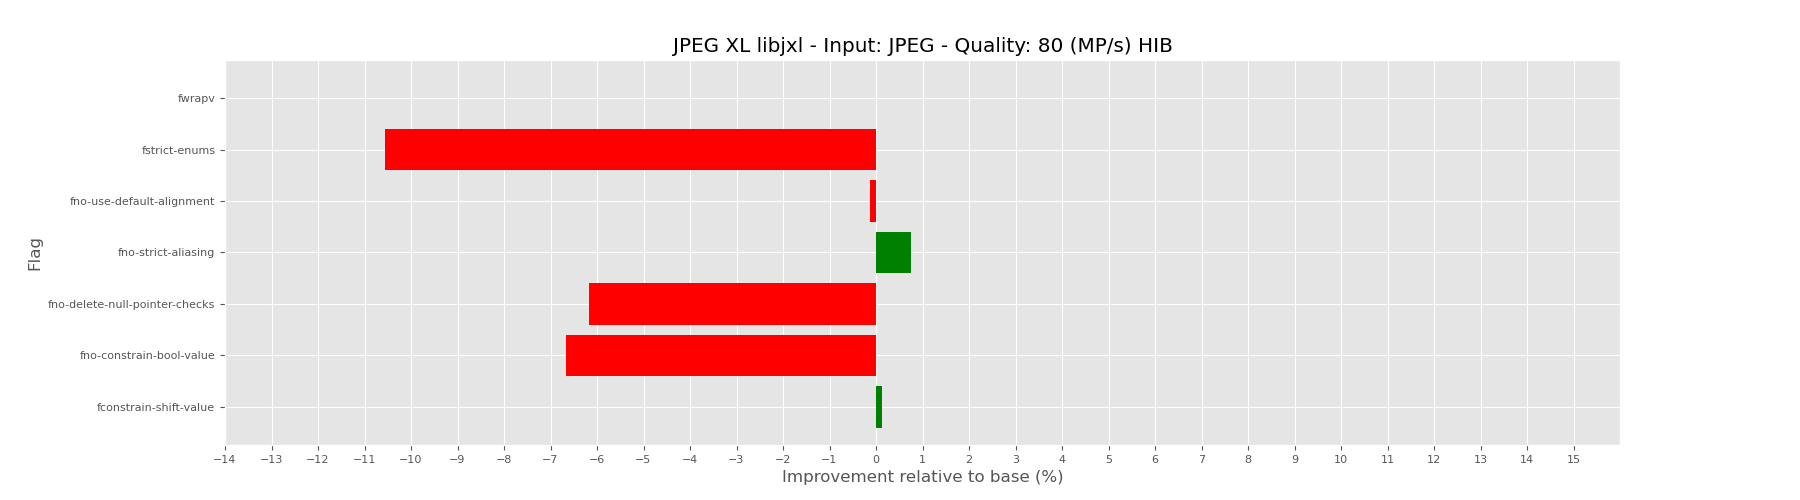 JPEG XL libjxl - Input: JPEG - Quality: 80 (MP/s) HIB
Flag
fwrapv
fstrict-enums
fno-use-default-alignment
fno-strict-aliasing
fno-delete-null-pointer-checks
fno-constrain-bool-value
fconstrain-shift-value
−14 −13 −12 −11 −10 −9 −8 −7 −6 −5 −4 −3 −2 −1 0 1 2 3 4 5 6 7 8 9 10 11 12 13 14 15
Improvement relative to base (%)